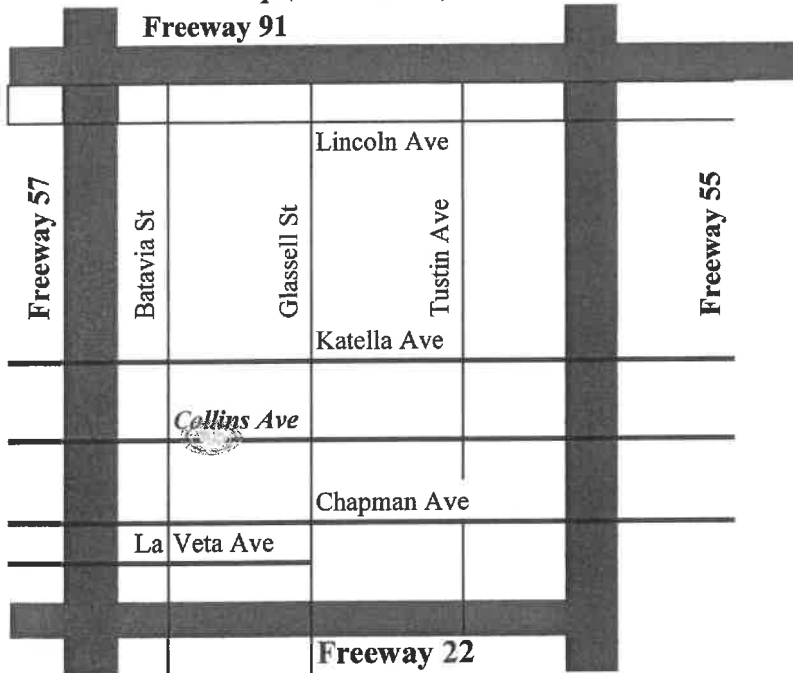 Freeway 91
Lincoln Ave
Freeway 57
Batavia St
Glassell St
Tustin Ave
Freeway 55
Katella Ave
Collins Ave
Chapman Ave
La Veta Ave
Freeway 22